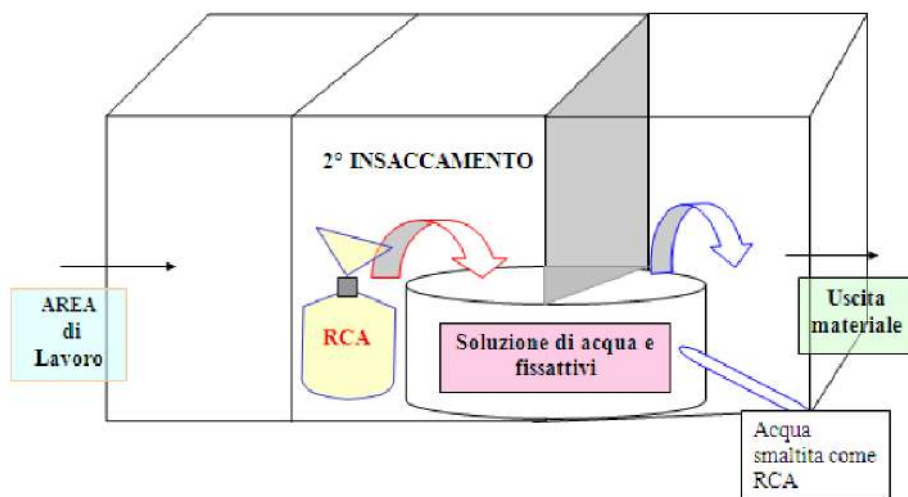 2° INSACCAMENTO
AREA
di
Lavoro
RCA
Soluzione di acqua e
fissattivi
Uscita
materiale
Acqua
smaltita come
RCA